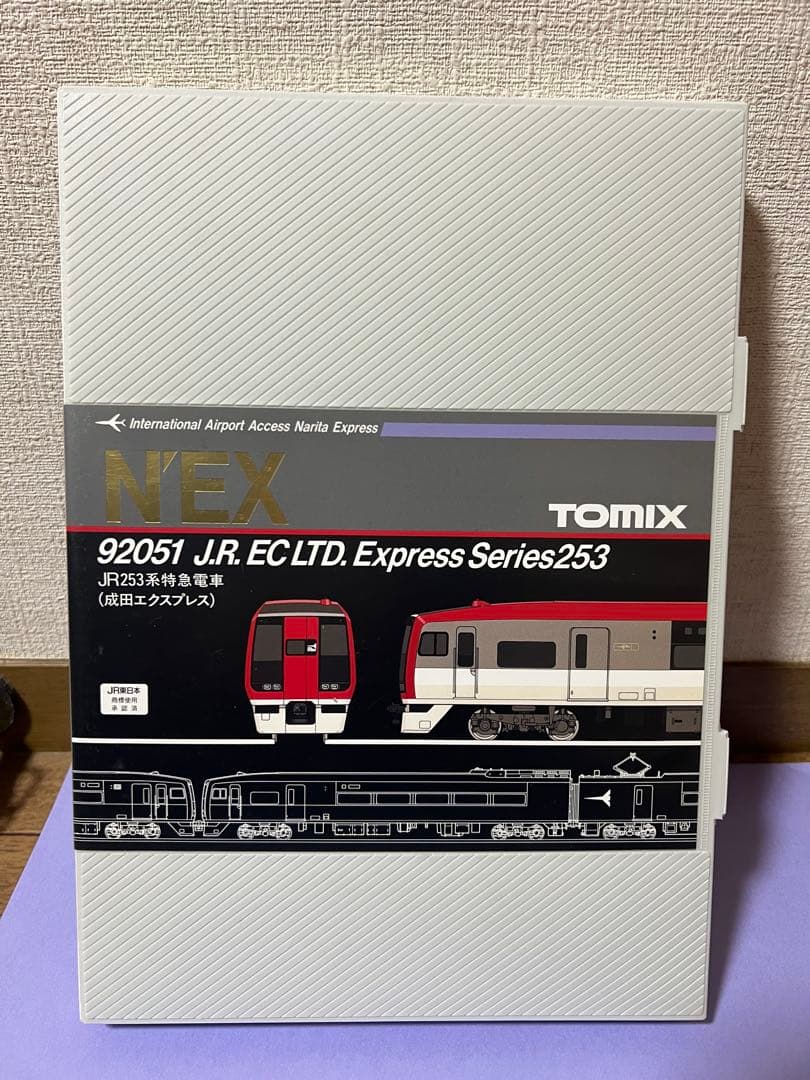 International Airport Access Narita Express
N'EX
TOMIX
92051 J.R. EC LTD. Express Series 253
JR253系特急電車
(成田エクスプレス)
JR東日本
商標使用
承認済